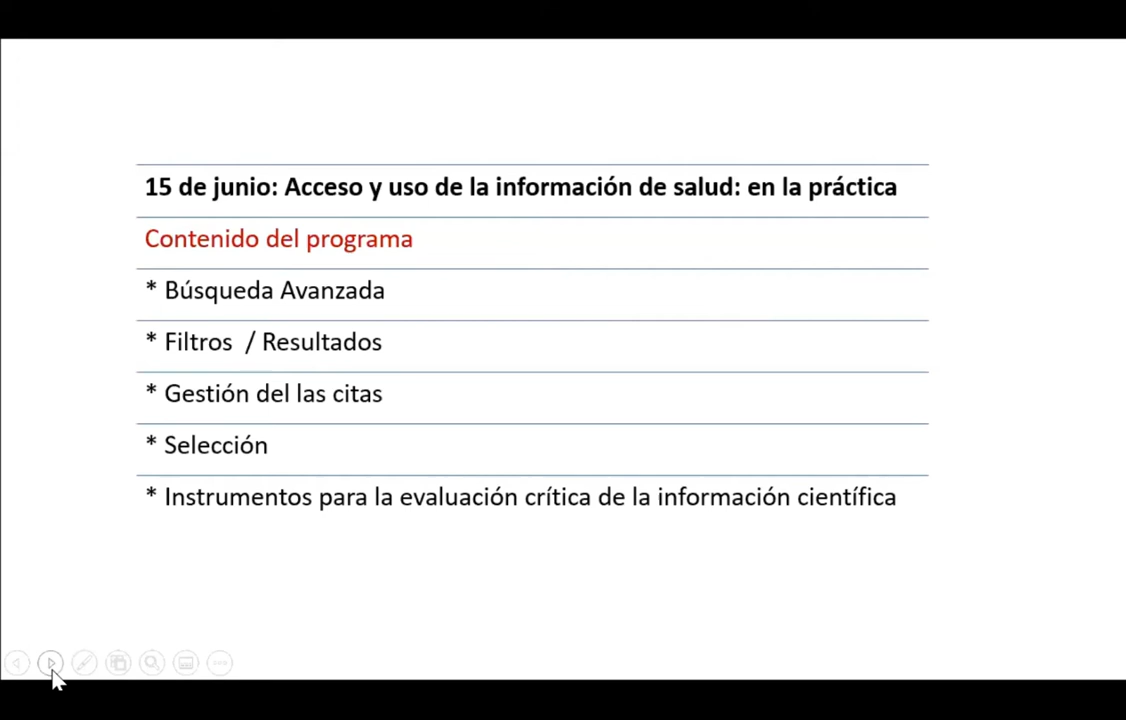 15 de junio: Acceso y uso de la información de salud: en la práctica
Contenido del programa
* Búsqueda Avanzada
* Filtros / Resultados
* Gestión del las citas
* Selección
* Instrumentos para la evaluación crítica de la información científica